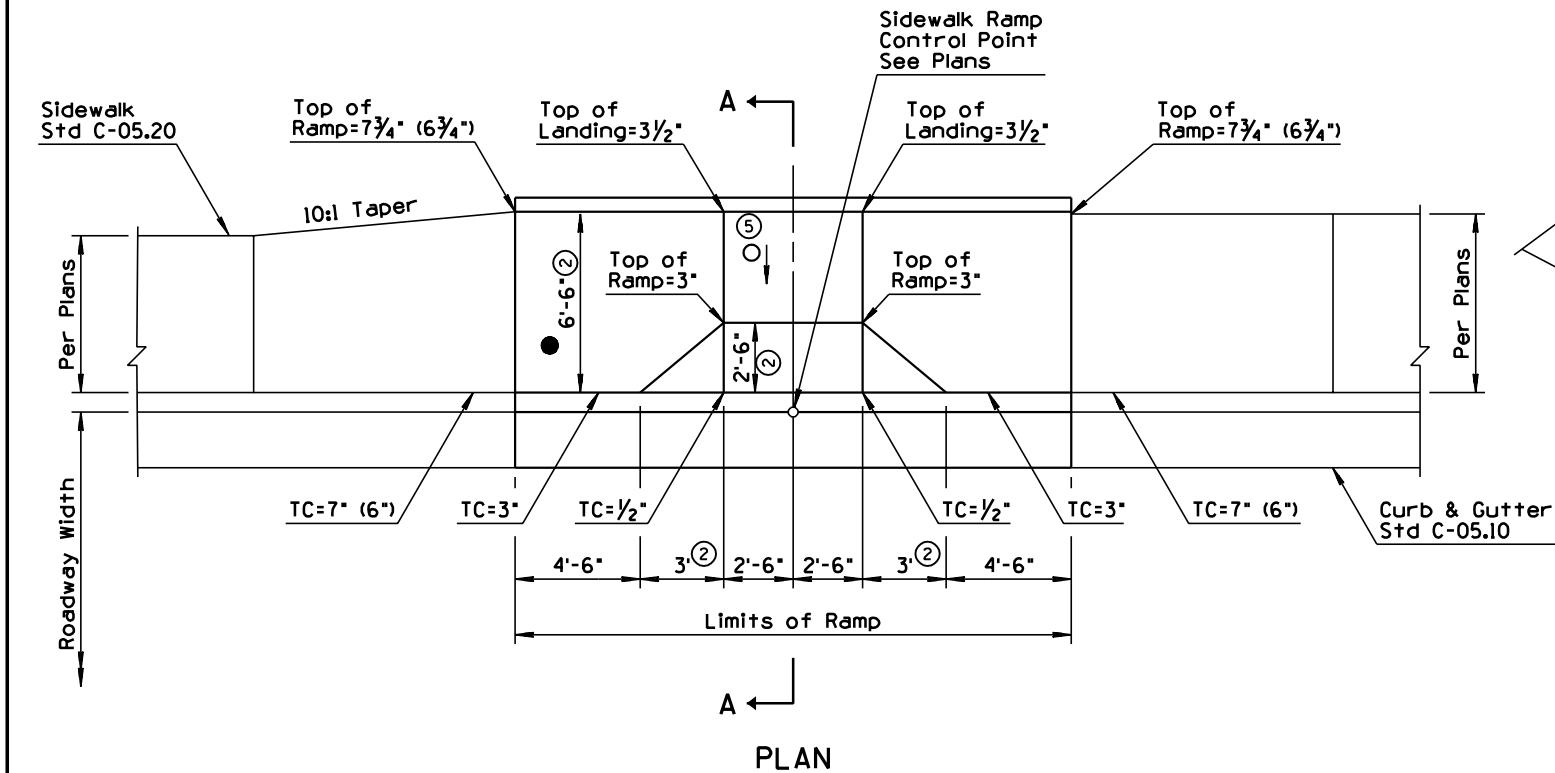 Sidewalk Ramp
Control Point
See Plans
Sidewalk
Std C-05.20
Top of
Ramp=7¾" (6¾")
Top of
Landing=3½"
A
Top of
Landing=3½"
Top of
Ramp=7¾" (6¾")
10:1 Taper
5
Per Plans
6'-6" 2
Top of
Ramp=3"
Top of
Ramp=3"
2'-6" 2
Per Plans
Roadway Width
TC=7" (6")
TC=3"
TC=½"
TC=½"
TC=3"
TC=7" (6")
Curb & Gutter
Std C-05.10
4'-6"
3' 2
2'-6"
2'-6"
3' 2
4'-6"
Limits of Ramp
A
PLAN